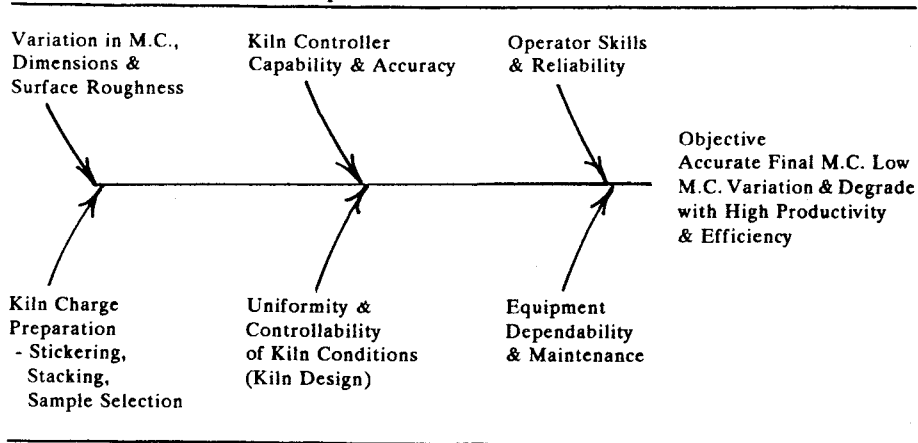 Variation in M.C.,
Dimensions &
Surface Roughness
Kiln Controller
Capability & Accuracy
Operator Skills
& Reliability
Objective
Accurate Final M.C. Low
M.C. Variation & Degrade
with High Productivity
& Efficiency
Kiln Charge
Preparation
- Stickering,
Stacking,
Sample Selection
Uniformity &
Controllability
of Kiln Conditions
(Kiln Design)
Equipment
Dependability
& Maintenance